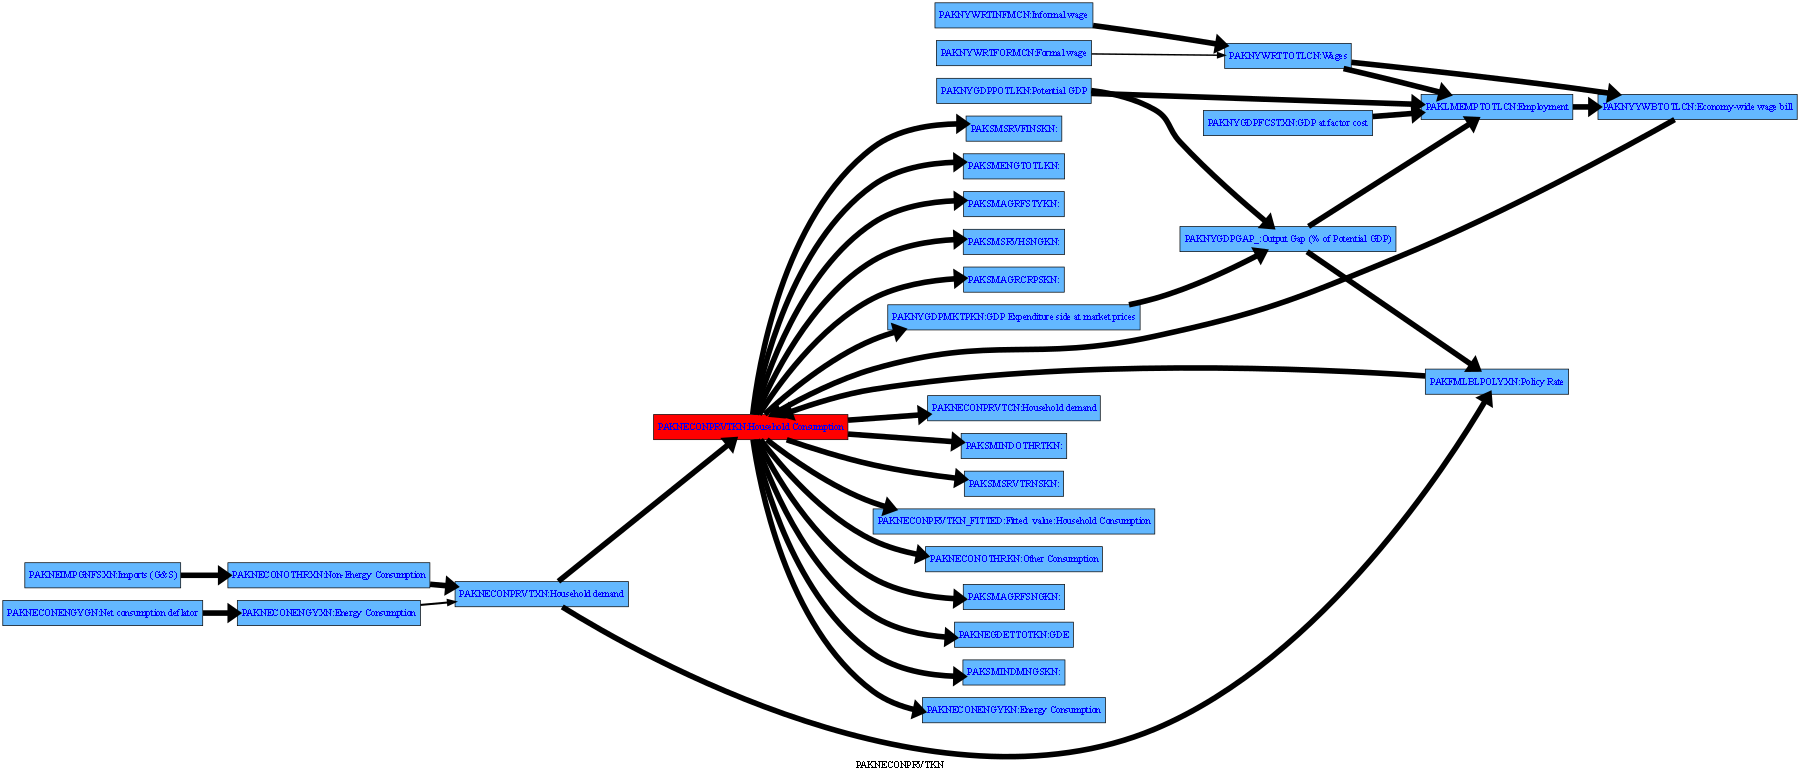 PAKNYWRTINFMCN:Informal wage
PAKNYWRTFORMCN:Formal wage
PAKNYWRTTOTLCN:Wages
PAKNYGDPPOTLKN:Potential GDP
PAKLMEMPTOTLCN:Employment
PAKNYYWBTOTLCN:Economy-wide wage bill
PAKNYGDPFCSTXN:GDP at factor cost
PAKSMSRVFINSKN:
PAKSMENGTOTLKN:
PAKSMAGRFSTYKN:
PAKSMSRVHSNGKN:
PAKNYGDPGAP_:Output Gap (% of Potential GDP)
PAKSMAGRCRPSKN:
PAKNYGDPMKTPKN:GDP Expenditure side at market prices
PAKFMLBLPOLYXN:Policy Rate
PAKNECONPRVTCN:Household demand
PAKNECONPRVTKN:Household Consumption
PAKSMINDOTHRTKN:
PAKSMSRVTRNSKN:
PAKNECONPRVTKN_FITTED:Fitted value:Household Consumption
PAKNECONOTHRKN:Other Consumption
PAKNEIMPGNFSXN:Imports (G&S)
PAKNECONOTHRXN:Non-Energy Consumption
PAKNECONPRVTXN:Household demand
PAKSMAGRFSNGKN:
PAKNECONENGYGN:Net consumption deflator
PAKNECONENGYXN:Energy Consumption
PAKNEGDETTOTKN:GDE
PAKSMINDMNGSKN:
PAKNECONENGYKN:Energy Consumption
PAKNECONPRVTKN